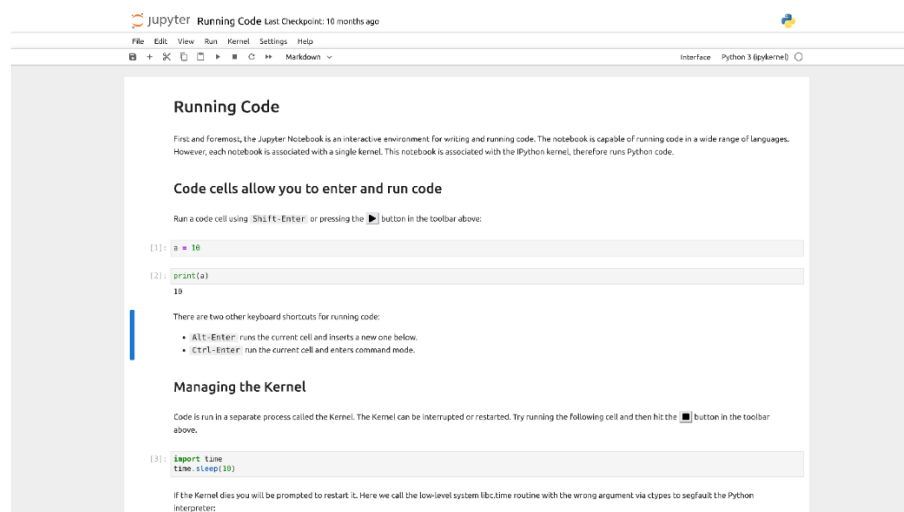 jupyter Running Code Last Checkpoint: 10 months ago
File Edit View Run Kernel Settings Help
Markdown
Interface Python 3 (ipykernel)
Running Code
First and foremost, the Jupyter Notebook is an interactive environment for writing and running code. The notebook is capable of running code in a wide range of languages.
However, each notebook is associated with a single kernel. This notebook is associated with the IPython kernel, therefore runs Python code.
Code cells allow you to enter and run code
Run a code cell using Shift-Enter or pressing the button in the toolbar above:
[1]: a = 10
[2]: print(a)
10
There are two other keyboard shortcuts for running code:
• Alt-Enter runs the current cell and inserts a new one below.
• Ctrl-Enter run the current cell and enters command mode.
Managing the Kernel
Code is run in a separate process called the Kernel. The Kernel can be interrupted or restarted. Try running the following cell and then hit the button in the toolbar
above.
[3]: import time
time.sleep(10)
If the Kernel dies you will be prompted to restart it. Here we call the low-level system libc.time routine with the wrong argument via ctypes to segfault the Python
interpreter: